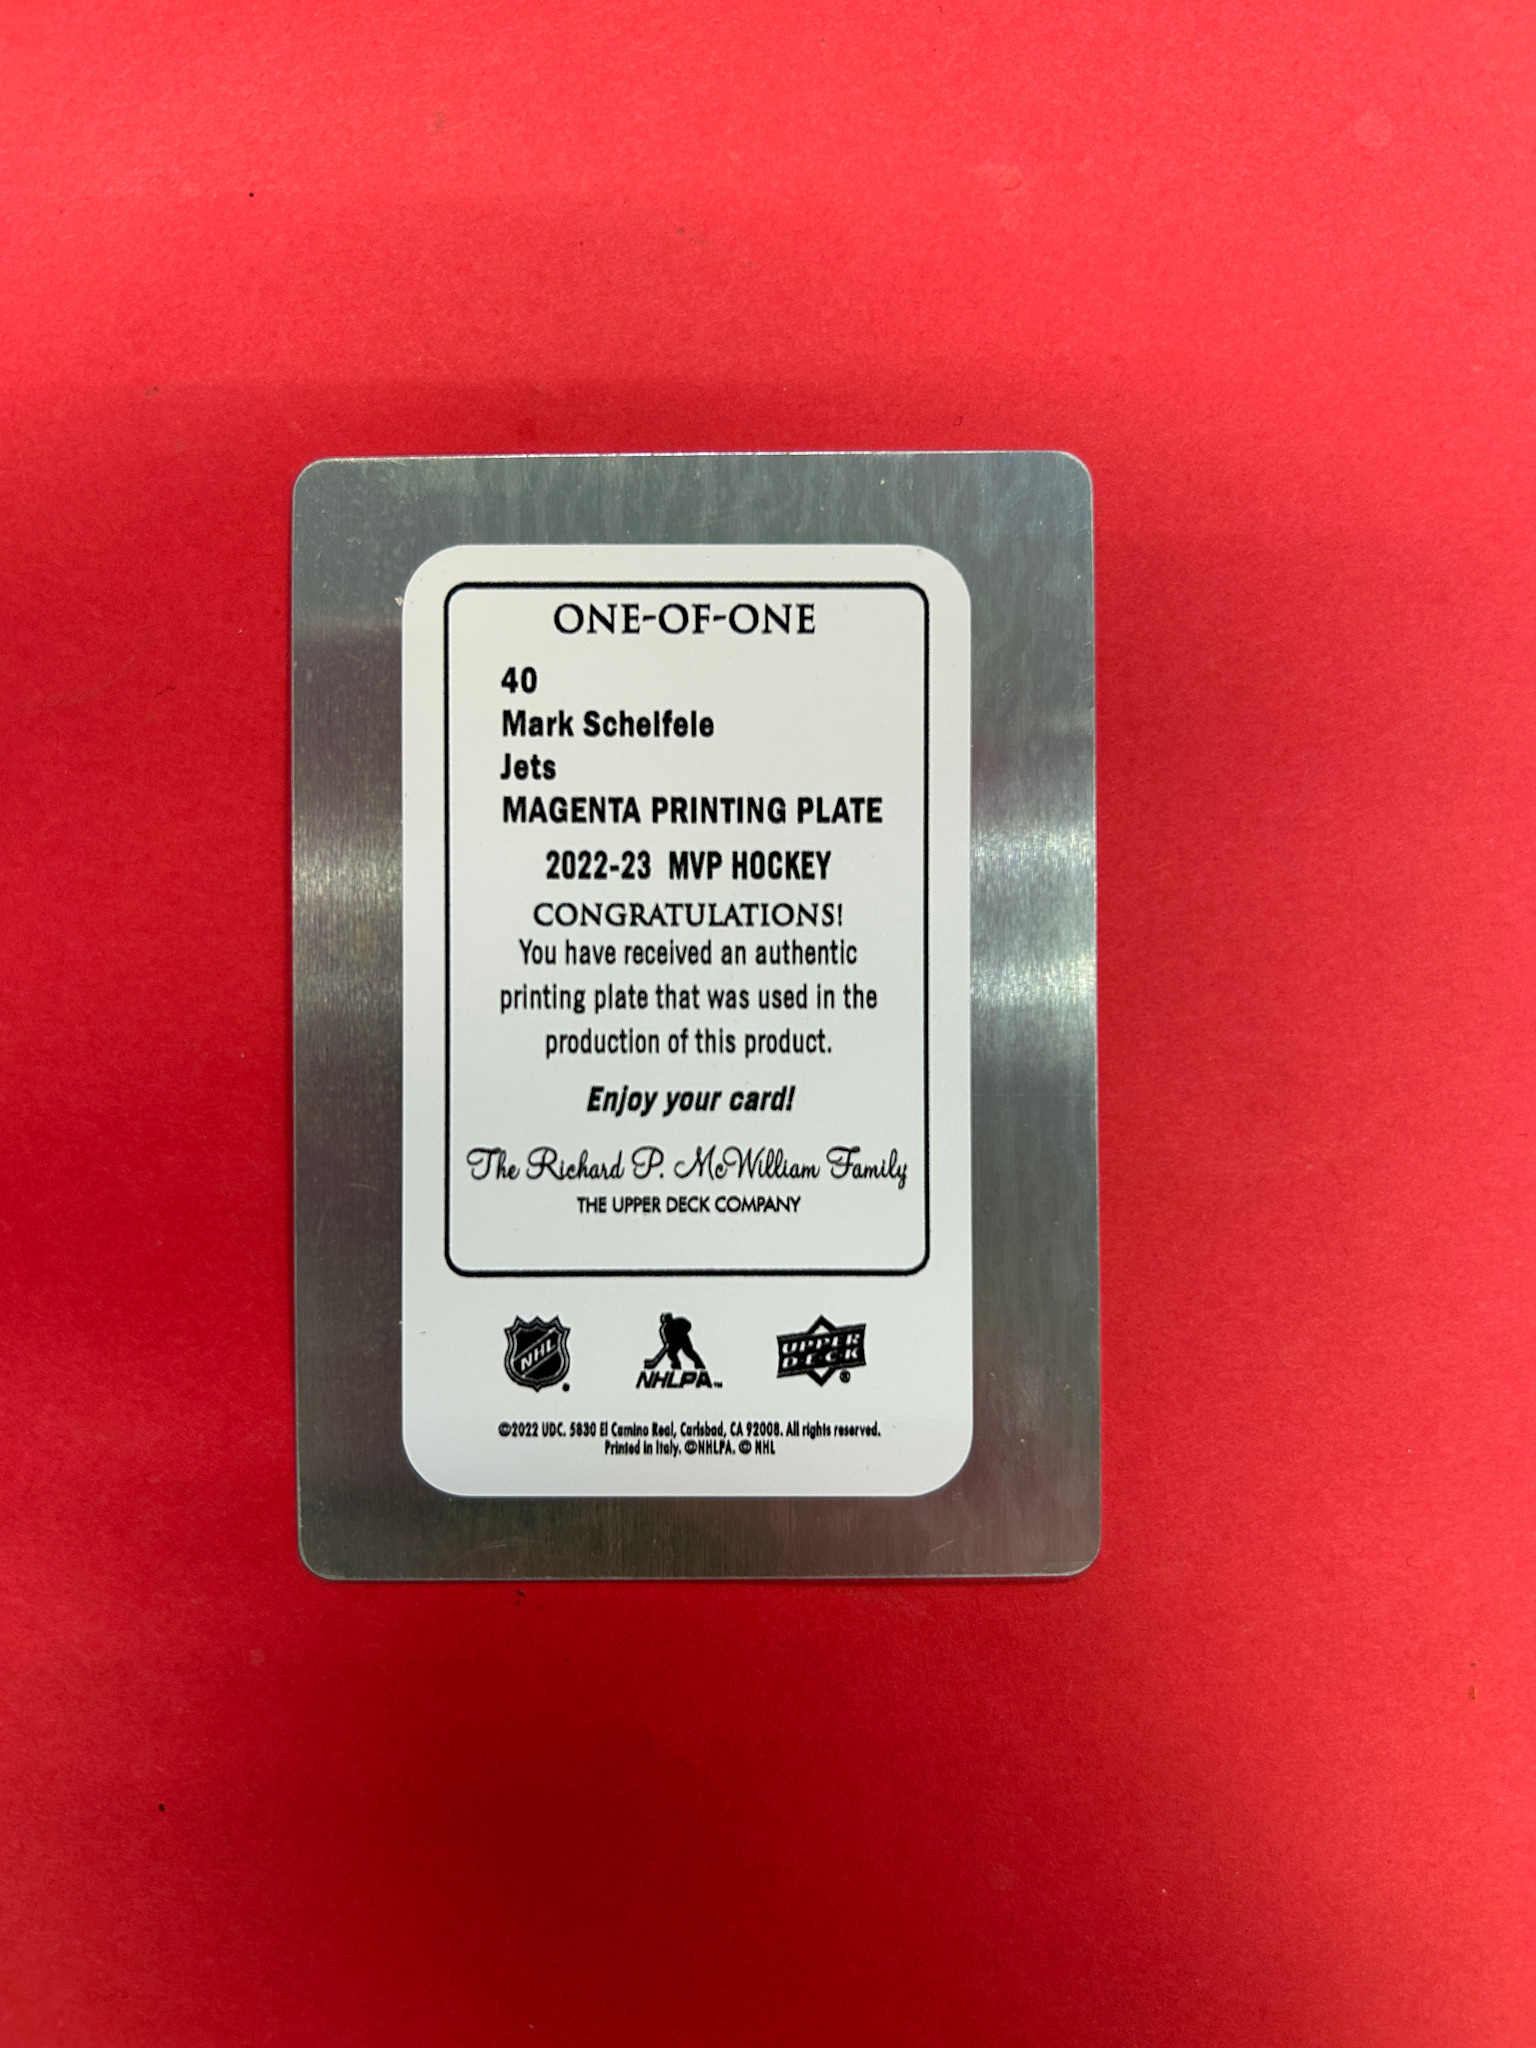 ONE-OF-ONE
40
Mark Scheifele
Jets
MAGENTA PRINTING PLATE
2022-23 MVP HOCKEY
CONGRATULATIONS!
You have received an authentic
printing plate that was used in the
production of this product.
Enjoy your card!
The Richard P. McWilliam Family
THE UPPER DECK COMPANY
NHL
NHLPA™
UPPER DECK®
©2022 UDC. 5830 El Camino Real, Carlsbad, CA 92008. All rights reserved.
Printed in Italy. ©NHLPA. © NHL